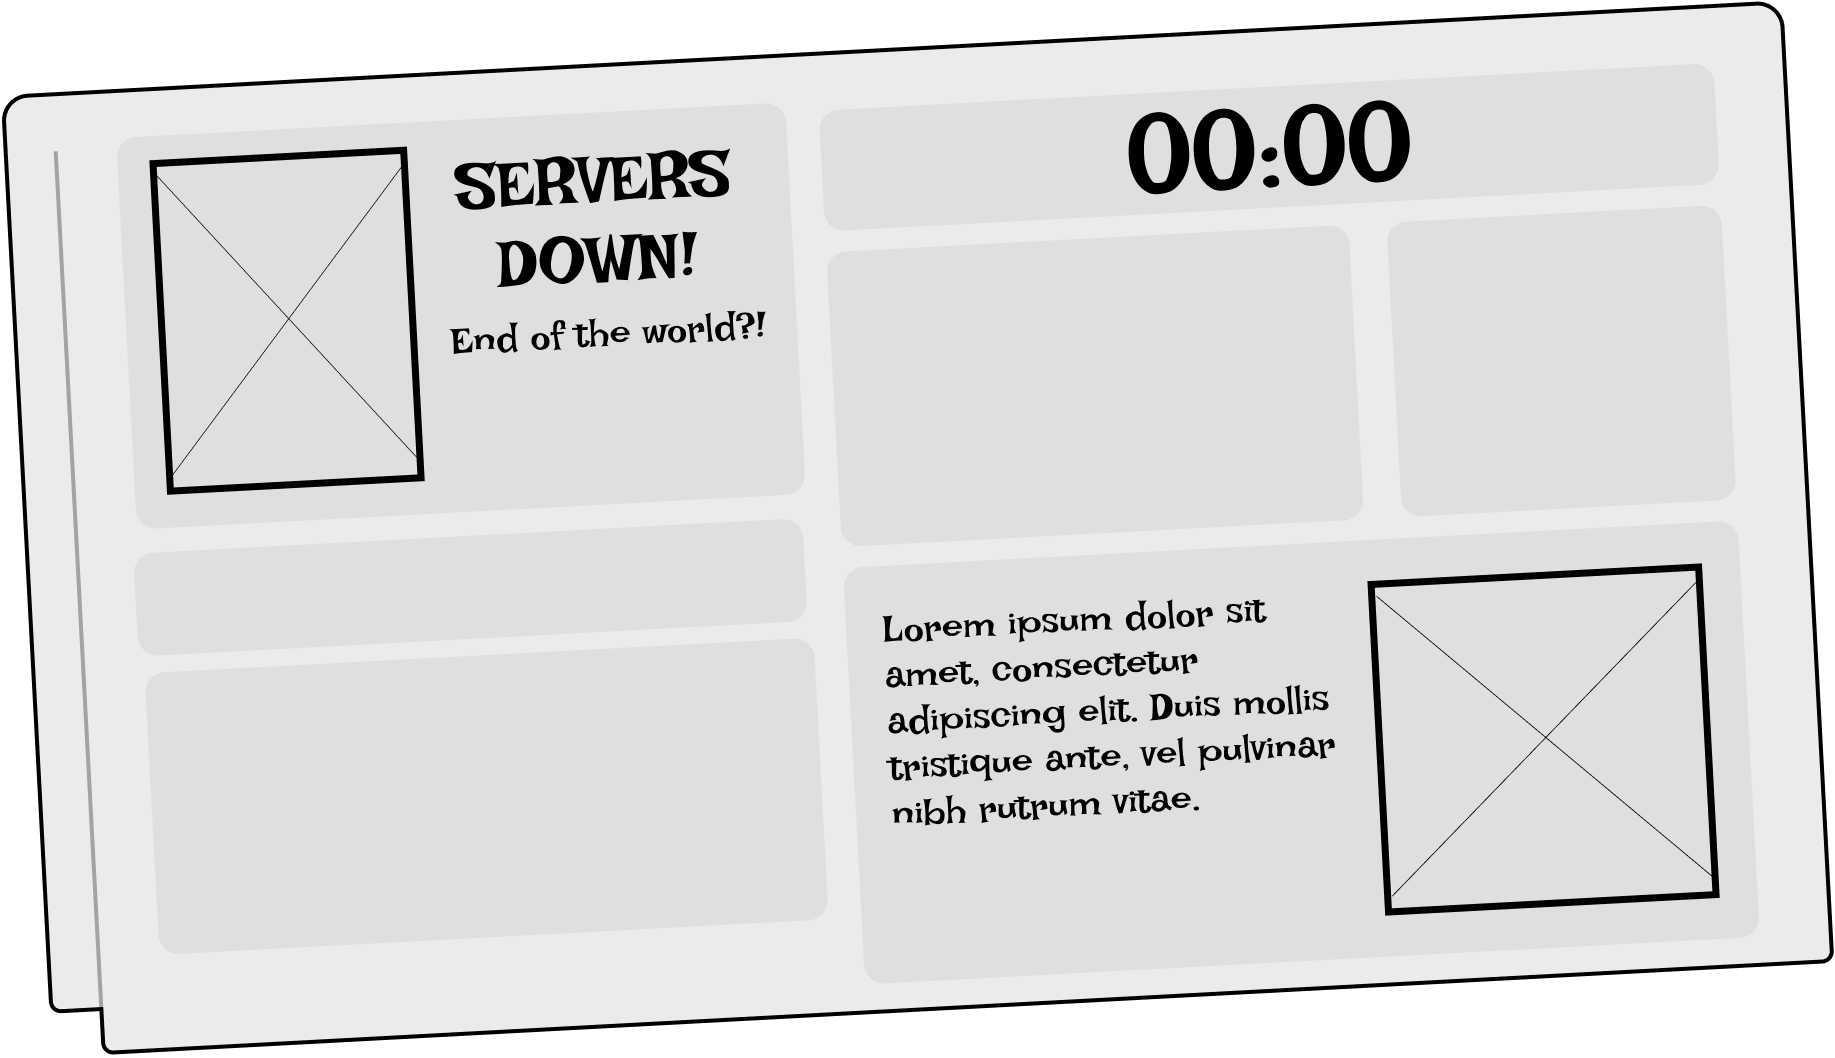 SERVERS
DOWN!
End of the world?!
00:00
Lorem ipsum dolor sit
amet, consectetur
adipiscing elit. Duis mollis
tristique ante, vel pulvinar
nibh rutrum vitae.